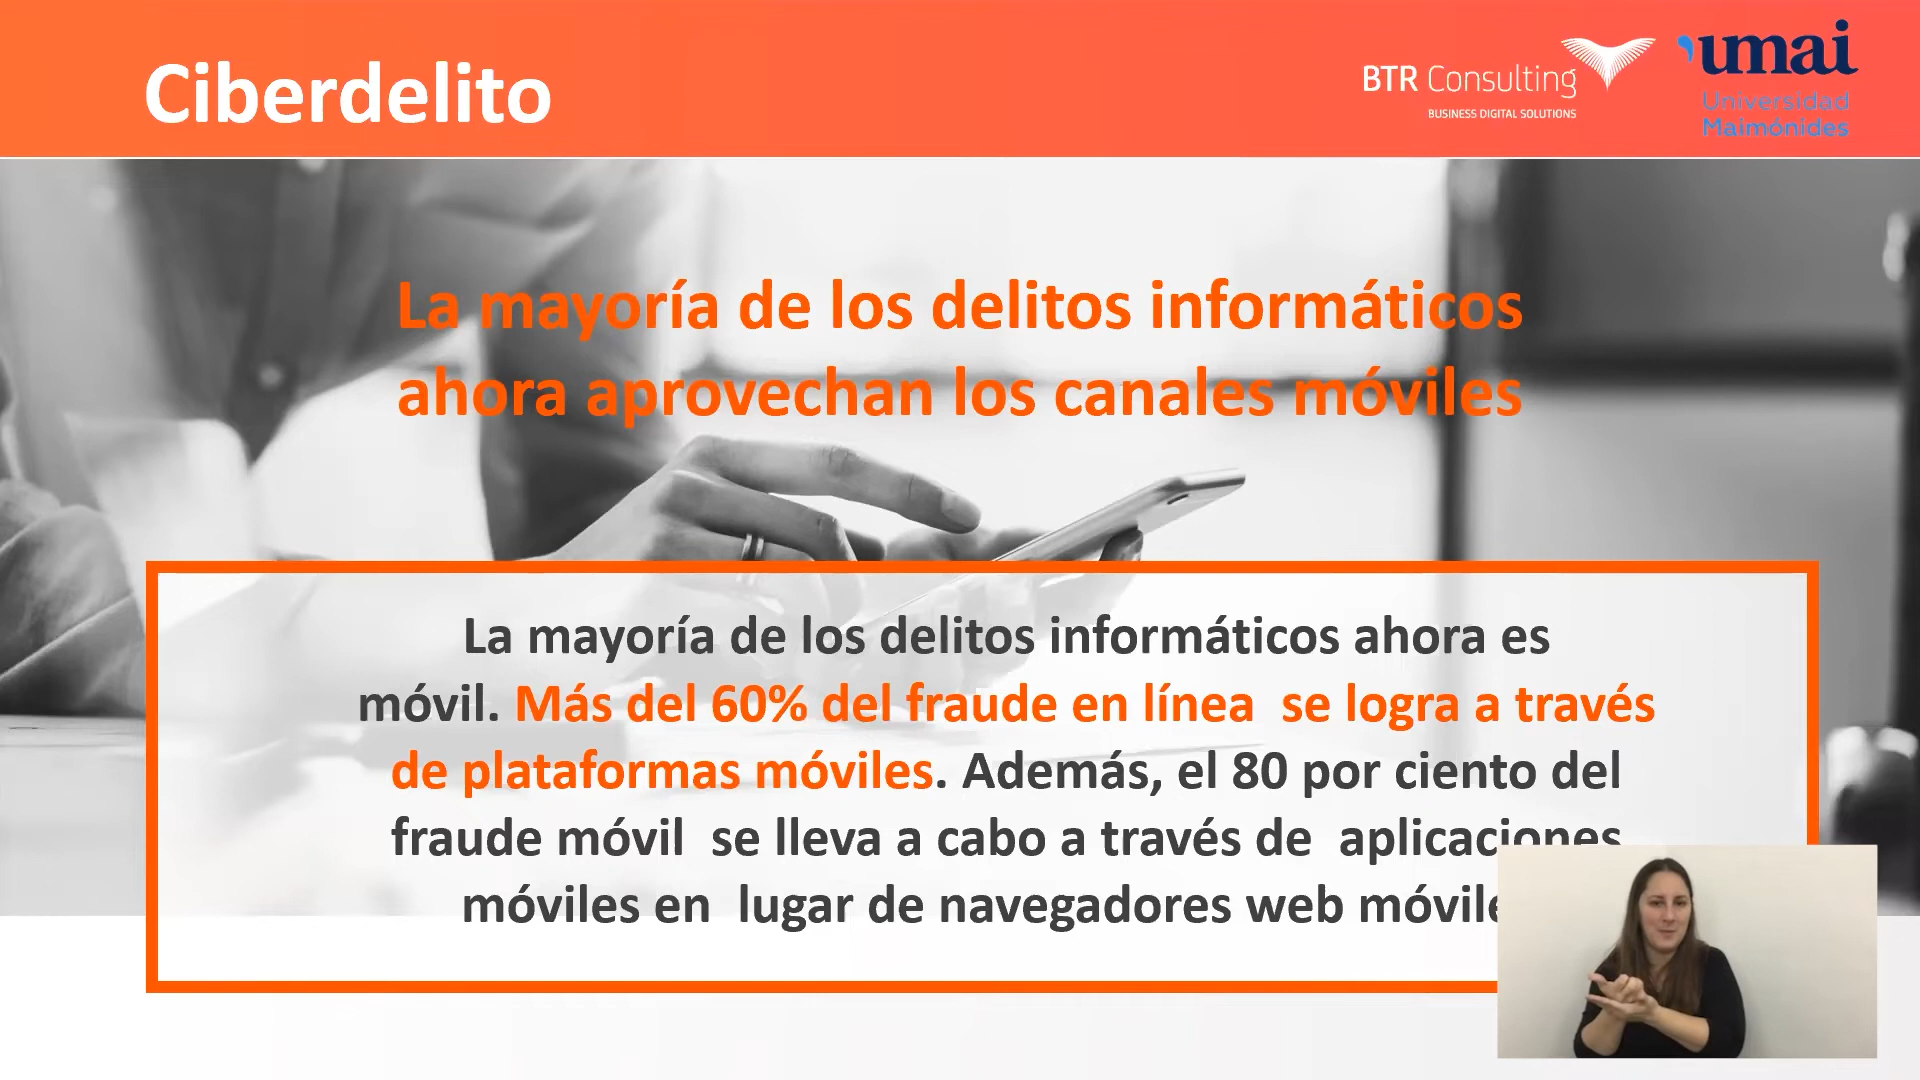 Ciberdelito
BTR Consulting
BUSINESS DIGITAL SOLUTIONS
umai
Universidad
Maimónides
La mayoría de los delitos informáticos
ahora aprovechan los canales móviles
La mayoría de los delitos informáticos ahora es
móvil. Más del 60% del fraude en línea se logra a través
de plataformas móviles. Además, el 80 por ciento del
fraude móvil se lleva a cabo a través de aplicaciones
móviles en lugar de navegadores web